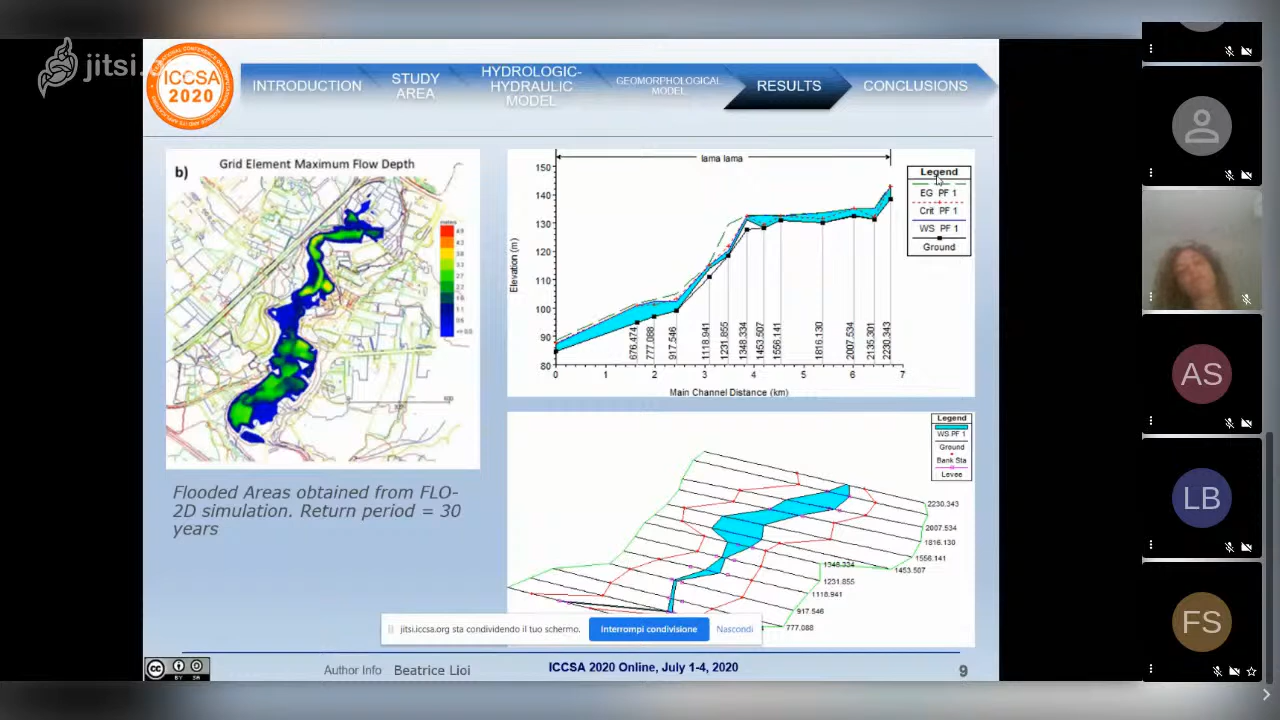 jitsi.
ICCSA
2020
INTRODUCTION
STUDY
AREA
HYDROLOGIC-
HYDRAULIC
MODEL
GEOMORPHOLOGICAL
MODEL
RESULTS
CONCLUSIONS
b)
Grid Element Maximum Flow Depth
meters
Flooded Areas obtained from FLO-
2D simulation. Return period = 30
years
lama lama
150
140
130
120
110
100
90
80
Elevation (m)
0
1
2
3
4
5
6
7
Main Channel Distance (km)
676.474
777.088
917.546
1118.941
1231.855
1348.334
1453.507
1556.141
1816.130
2007.534
2135.301
2230.343
Legend
EG PF 1
Crit PF 1
WS PF 1
Ground
Legend
WS PF 1
Ground
Bank Sta
Levee
2230.343
2007.534
1816.130
1556.141
1453.507
1348.334
1231.855
1118.941
917.546
777.088
jitsi.iccsa.org sta condividendo il tuo schermo.
Interrompi condivisione
Nascondi
CC
BY SA
Author Info Beatrice Lioi
ICCSA 2020 Online, July 1-4, 2020
9
AS
LB
FS